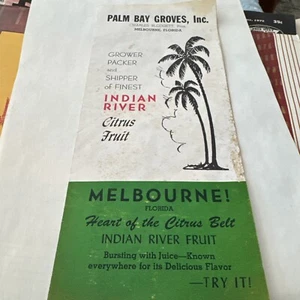 PALM BAY GROVES, Inc.
MELBOURNE, FLORIDA
GROWER
PACKER
and
SHIPPER
of FINEST
INDIAN
RIVER
Citrus
Fruit
MELBOURNE!
FLORIDA
Heart of the Citrus Belt
INDIAN RIVER FRUIT
Bursting with Juice—Known
everywhere for its Delicious Flavor
—TRY IT!